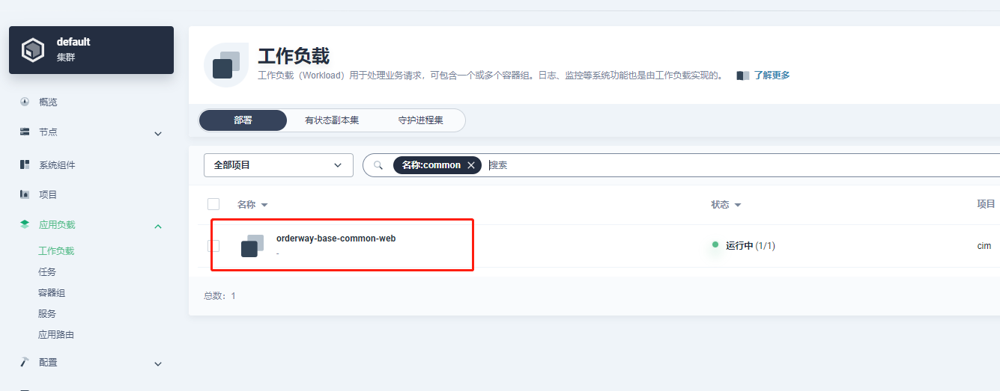 default
集群
概览
节点
系统组件
项目
应用负载
工作负载
任务
容器组
服务
应用路由
配置
工作负载
工作负载（Workload）用于处理业务请求，可包含一个或多个容器组。日志、监控等系统功能也是由工作负载实现的。 了解更多
部署 有状态副本集 守护进程集
全部项目 名称:common 搜索
名称 状态 项目
orderway-base-common-web 运行中 (1/1) cim
-
总数：1